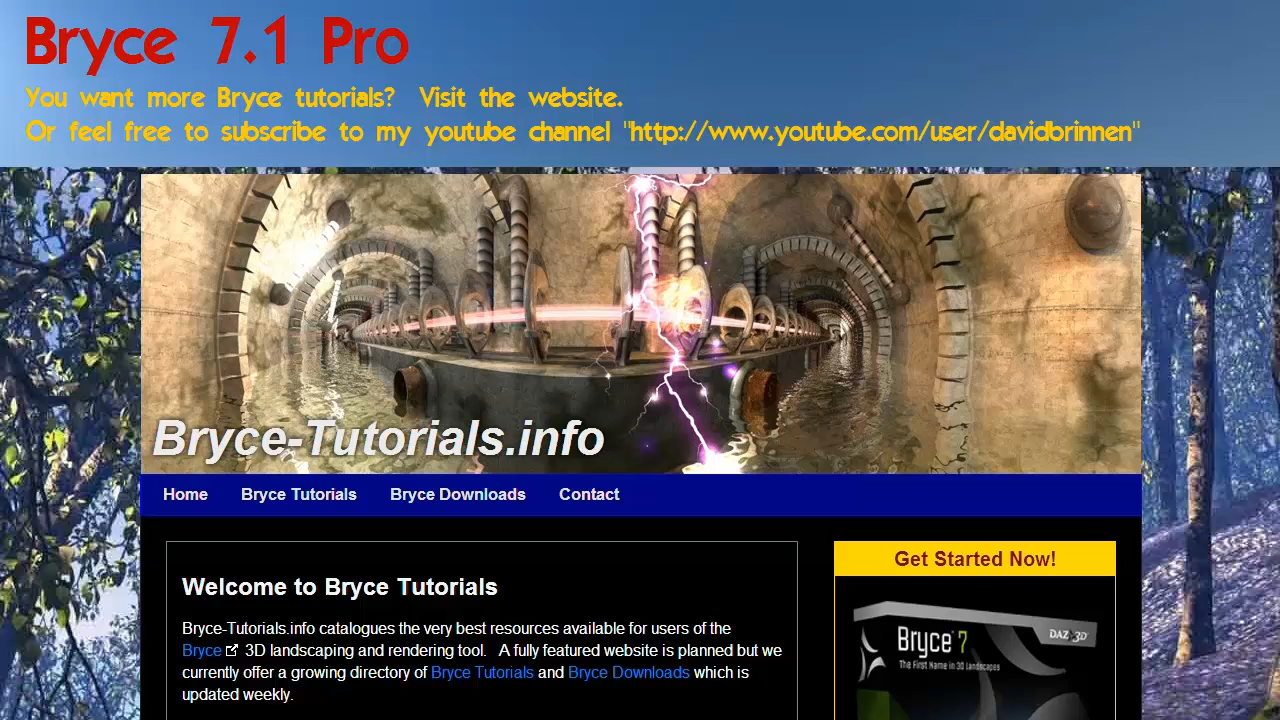 Bryce 7.1 Pro
You want more Bryce tutorials? Visit the website.
Or feel free to subscribe to my youtube channel "http://www.youtube.com/user/davidbrinnen"
Bryce-Tutorials.info
Home Bryce Tutorials Bryce Downloads Contact
Welcome to Bryce Tutorials
Bryce-Tutorials.info catalogues the very best resources available for users of the
Bryce 3D landscaping and rendering tool. A fully featured website is planned but we
currently offer a growing directory of Bryce Tutorials and Bryce Downloads which is
updated weekly.
Get Started Now!
DAZ 3D
Bryce 7
The First Name in 3D Landscapes